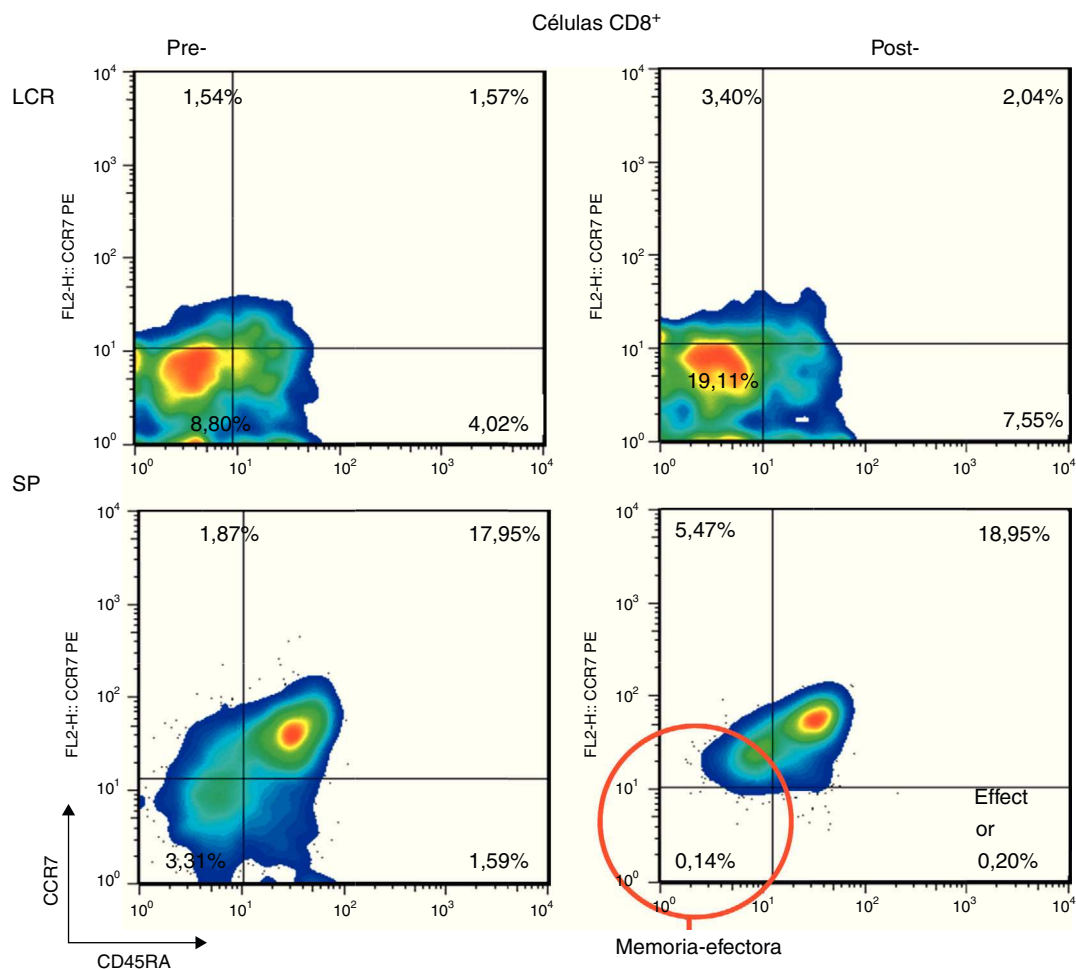 Células CD8+
Pre-
Post-
LCR
10^4
1,54%
1,57%
10^3
FL2-H:: CCR7 PE
10^2
10^1
8,80%
4,02%
10^0
10^0 10^1 10^2 10^3 10^4
10^4
3,40%
2,04%
10^3
FL2-H:: CCR7 PE
10^2
10^1
19,11%
7,55%
10^0
10^0 10^1 10^2 10^3 10^4
SP
10^4
1,87%
17,95%
10^3
FL2-H:: CCR7 PE
10^2
10^1
3,31%
1,59%
10^0
10^0 10^1 10^2 10^3 10^4
10^4
5,47%
18,95%
10^3
FL2-H:: CCR7 PE
10^2
10^1
Effect
or
0,14%
0,20%
10^0
10^0 10^1 10^2 10^3 10^4
CCR7
CD45RA
Memoria-efectora